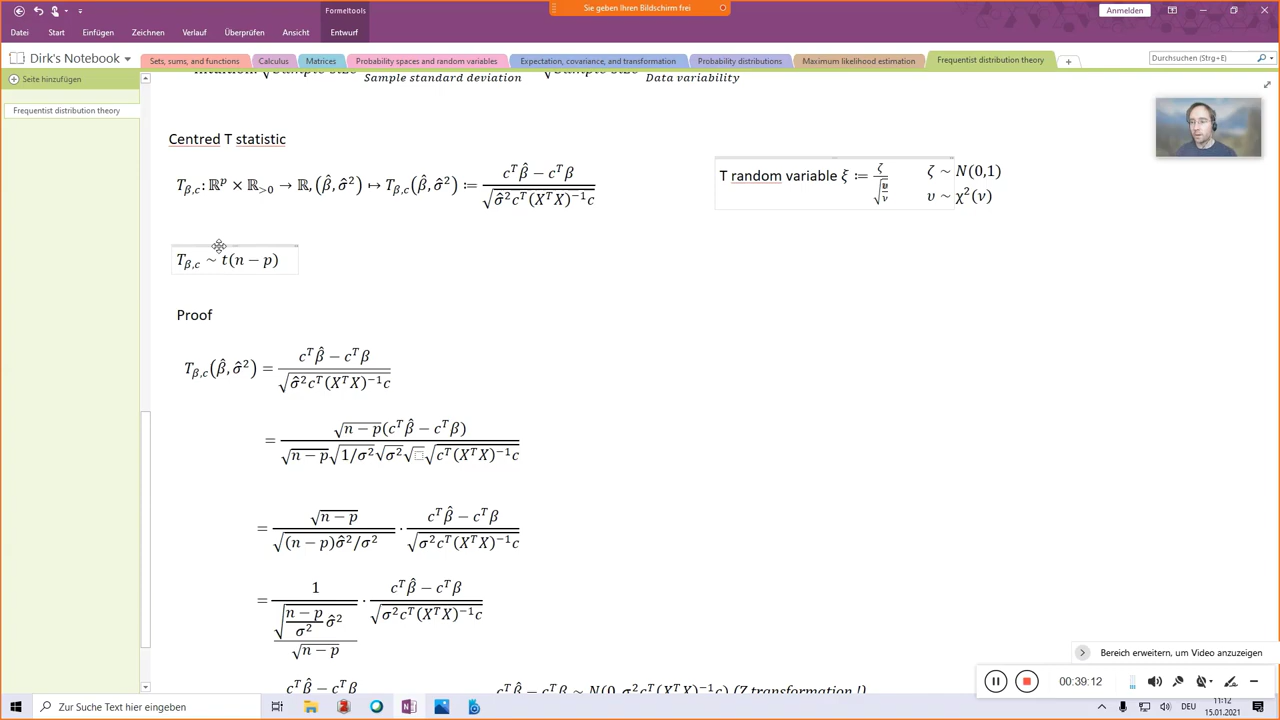 Sie geben Ihren Bildschirm frei
Formeltools
Anmelden
Datei Start Einfügen Zeichnen Verlauf Überprüfen Ansicht Entwurf
Dirk's Notebook
Sets, sums, and functions Calculus Matrices Probability spaces and random variables Expectation, covariance, and transformation Probability distributions Maximum likelihood estimation Frequentist distribution theory
Durchsuchen (Strg+E)
Seite hinzufügen
Frequentist distribution theory
Sample standard deviation
Data variability
Centred T statistic
T_{β,c}: ℝ^p × ℝ_{>0} → ℝ, (β̂, σ̂²) ↦ T_{β,c}(β̂, σ̂²) ≔ (c^T β̂ − c^T β) / √(σ̂² c^T (X^T X)^{−1} c)
T random variable ξ ≔ ζ / √(υ/ν)
ζ ~ N(0,1)
υ ~ χ²(ν)
T_{β,c} ~ t(n − p)
Proof
T_{β,c}(β̂, σ̂²) = (c^T β̂ − c^T β) / √(σ̂² c^T (X^T X)^{−1} c)
= √(n − p) (c^T β̂ − c^T β) / (√(n − p) √(1/σ²) √(σ²) √⬚ √(c^T (X^T X)^{−1} c))
= √(n − p) / √((n − p)σ̂²/σ²) · (c^T β̂ − c^T β) / √(σ² c^T (X^T X)^{−1} c)
= 1 / (√((n − p)/σ² σ̂²) / √(n − p)) · (c^T β̂ − c^T β) / √(σ² c^T (X^T X)^{−1} c)
c^T β̂ − c^T β
c^T β̂ − c^T β ~ N(0, σ² c^T (X^T X)^{−1} c) (Z transformation !)
Bereich erweitern, um Video anzuzeigen
00:39:12
Zur Suche Text hier eingeben
DEU
11:12
15.01.2021